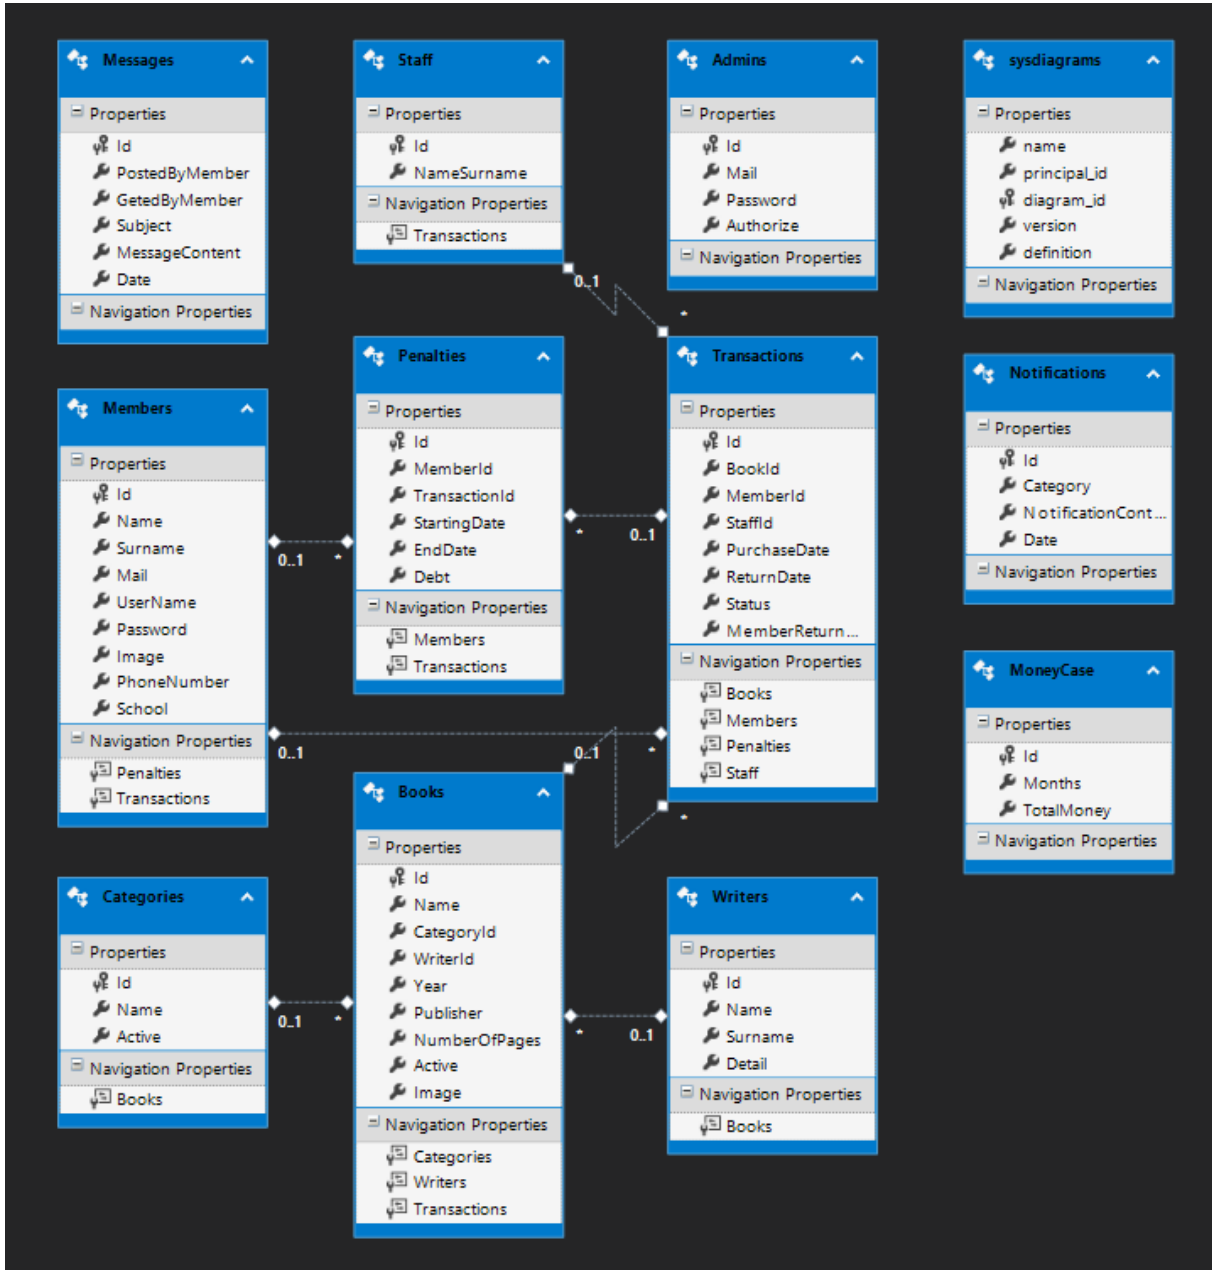 Messages
Properties
Id
PostedByMember
GetedByMember
Subject
MessageContent
Date
Navigation Properties
Staff
Properties
Id
NameSurname
Navigation Properties
Transactions
0..1
*
Admins
Properties
Id
Mail
Password
Authorize
Navigation Properties
sysdiagrams
Properties
name
principal_id
diagram_id
version
definition
Navigation Properties
Members
Properties
Id
Name
Surname
Mail
UserName
Password
Image
PhoneNumber
School
Navigation Properties
Penalties
Transactions
0..1
*
0..1
*
Penalties
Properties
Id
MemberId
TransactionId
StartingDate
EndDate
Debt
Navigation Properties
Members
Transactions
*
0..1
Transactions
Properties
Id
BookId
MemberId
StaffId
PurchaseDate
ReturnDate
Status
MemberReturn...
Navigation Properties
Books
Members
Penalties
Staff
Notifications
Properties
Id
Category
NotificationCont...
Date
Navigation Properties
MoneyCase
Properties
Id
Months
TotalMoney
Navigation Properties
Categories
Properties
Id
Name
Active
Navigation Properties
Books
0..1
*
Books
Properties
Id
Name
CategoryId
WriterId
Year
Publisher
NumberOfPages
Active
Image
Navigation Properties
Categories
Writers
Transactions
0..1
*
*
0..1
Writers
Properties
Id
Name
Surname
Detail
Navigation Properties
Books